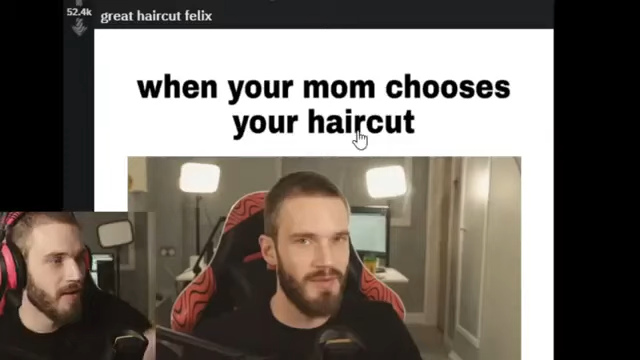 52.4k
great haircut felix
when your mom chooses
your haircut